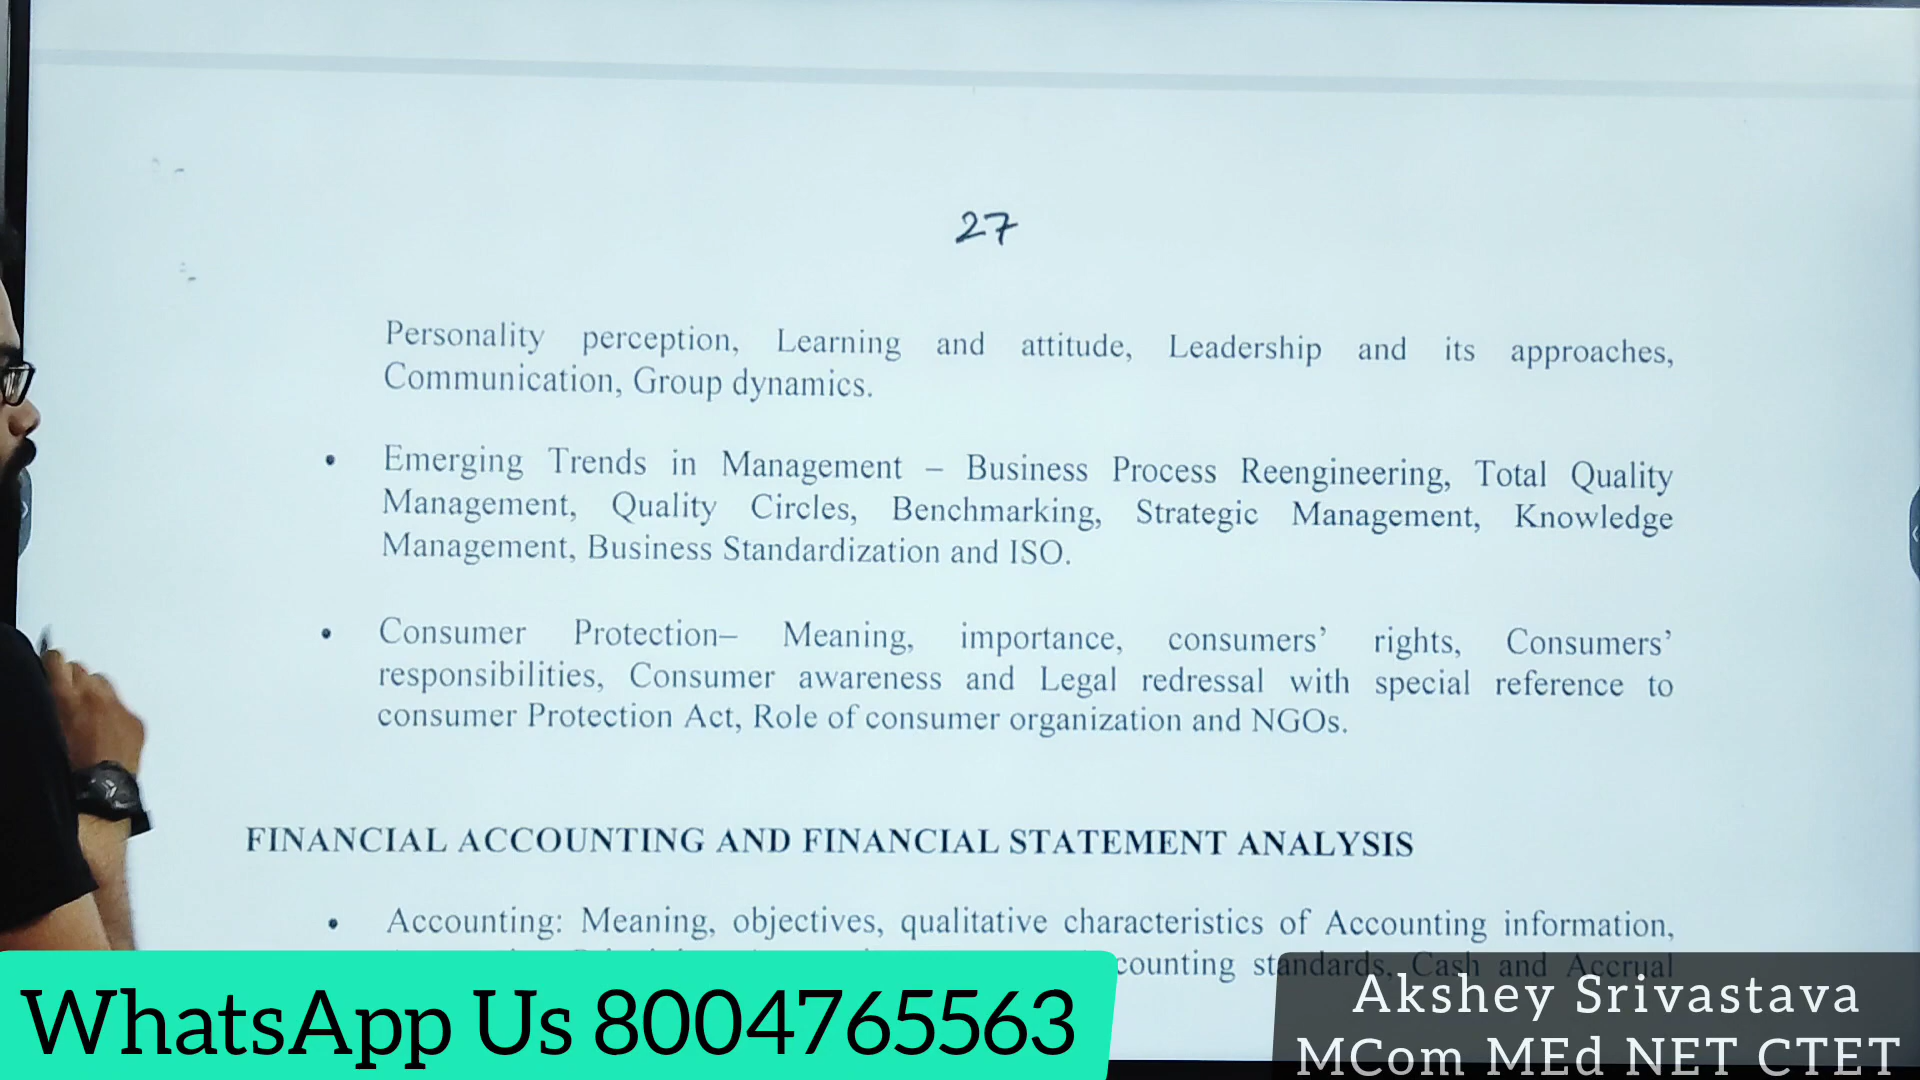 27
Personality perception, Learning and attitude, Leadership and its approaches,
Communication, Group dynamics.
• Emerging Trends in Management – Business Process Reengineering, Total Quality
Management, Quality Circles, Benchmarking, Strategic Management, Knowledge
Management, Business Standardization and ISO.
• Consumer Protection– Meaning, importance, consumers’ rights, Consumers’
responsibilities, Consumer awareness and Legal redressal with special reference to
consumer Protection Act, Role of consumer organization and NGOs.
FINANCIAL ACCOUNTING AND FINANCIAL STATEMENT ANALYSIS
• Accounting: Meaning, objectives, qualitative characteristics of Accounting information,
counting standards, Cash and Accrual
WhatsApp Us 8004765563
Akshey Srivastava
MCom MEd NET CTET